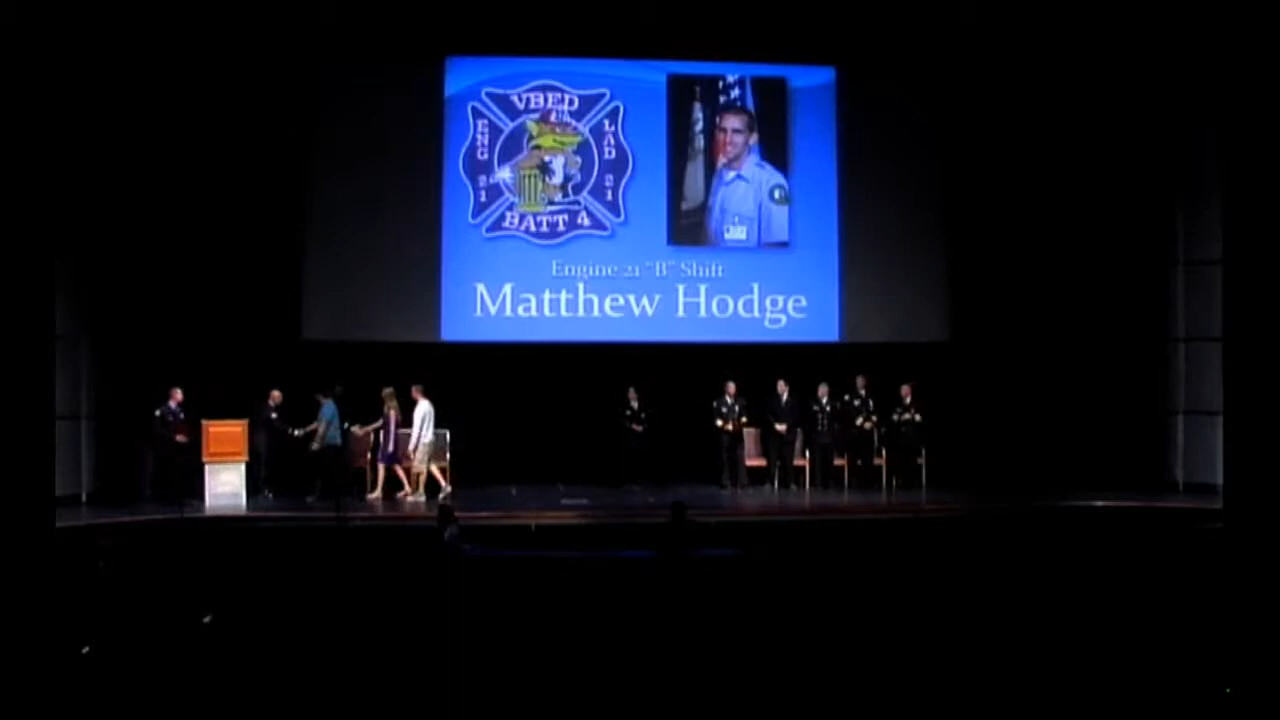 VBFD
ENG
21
LAD
21
BATT 4
Engine 21 "B" Shift
Matthew Hodge